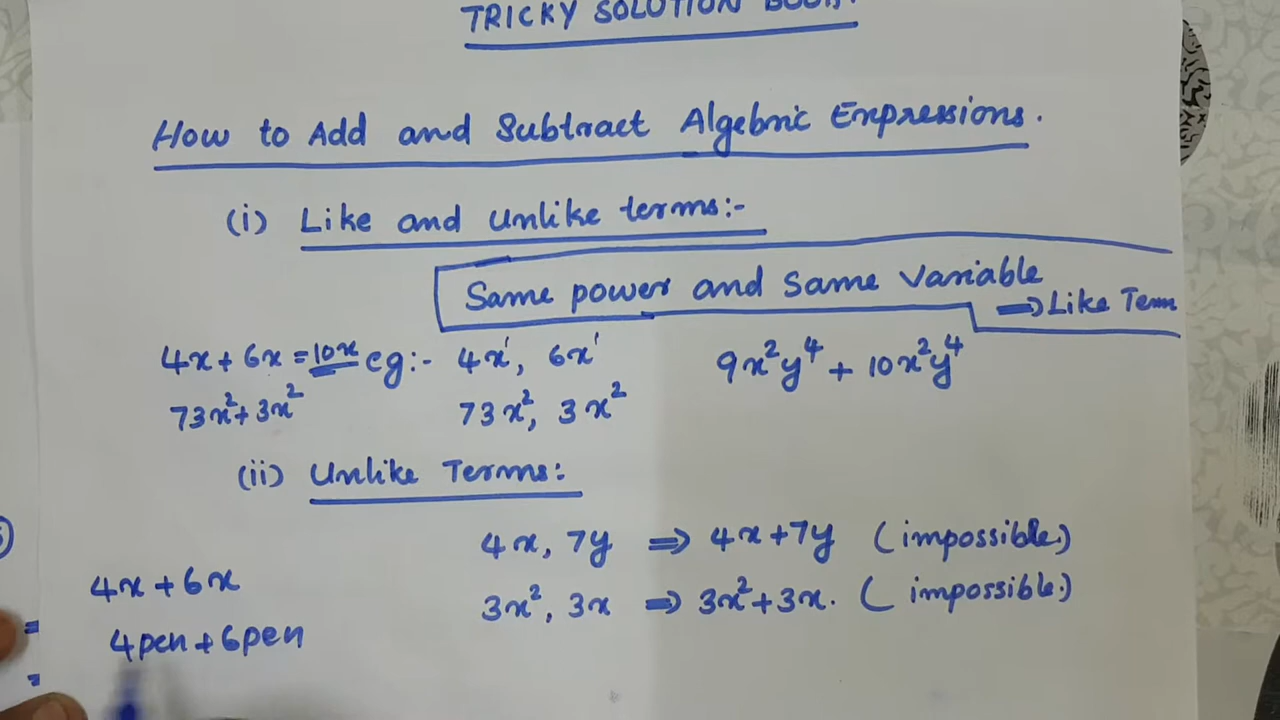 TRICKY SOLUTION
How to Add and Subtract Algebric Expressions.
(i) Like and Unlike terms:-
Same power and Same Variable
⇒ Like Term
4x + 6x = 10x eg:- 4x¹, 6x¹ 9x²y⁴ + 10x²y⁴
73x² + 3x² 73x², 3x²
(ii) Unlike Terms:
4x, 7y ⇒ 4x+7y (impossible)
3x², 3x ⇒ 3x²+3x. (impossible)
4x + 6x
4pen + 6pen